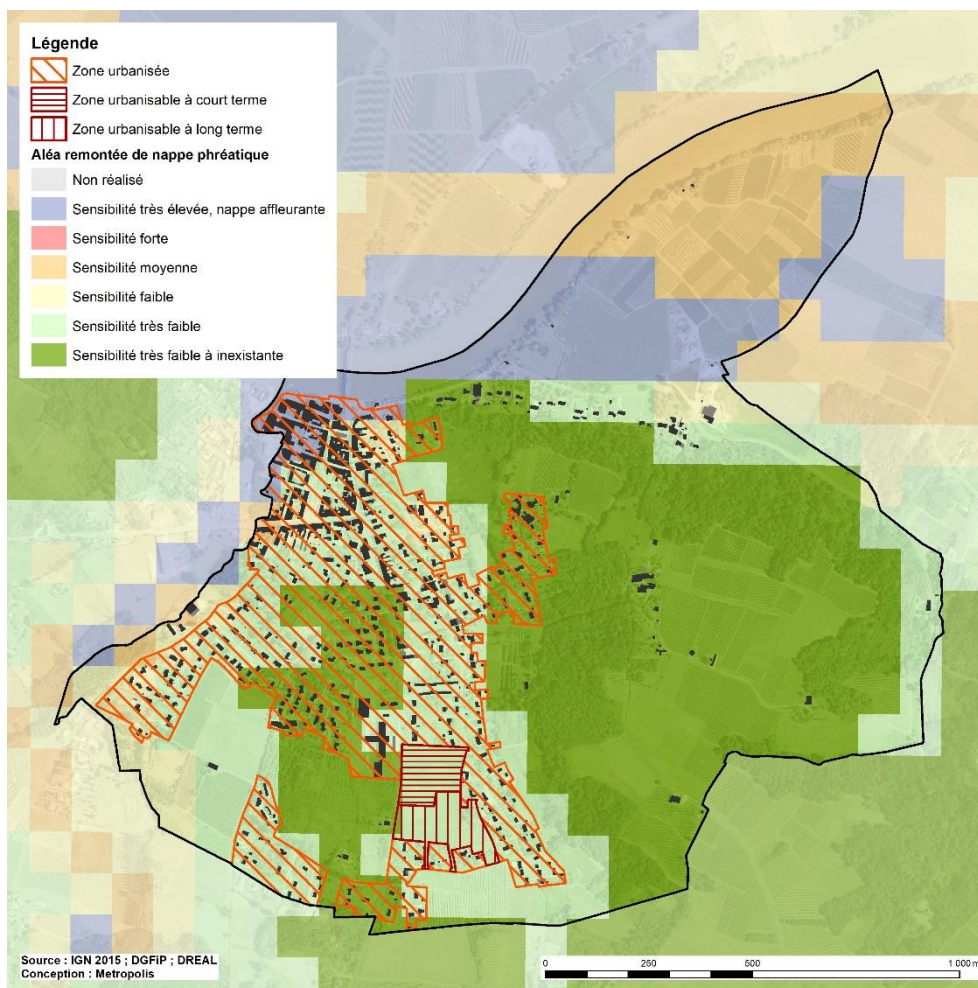 Légende
Zone urbanisée
Zone urbanisable à court terme
Zone urbanisable à long terme
Aléa remontée de nappe phréatique
Non réalisé
Sensibilité très élevée, nappe affleurante
Sensibilité forte
Sensibilité moyenne
Sensibilité faible
Sensibilité très faible
Sensibilité très faible à inexistante
Source : IGN 2015 ; DGFiP ; DREAL
Conception : Metropolis
0 250 500 1 000 m